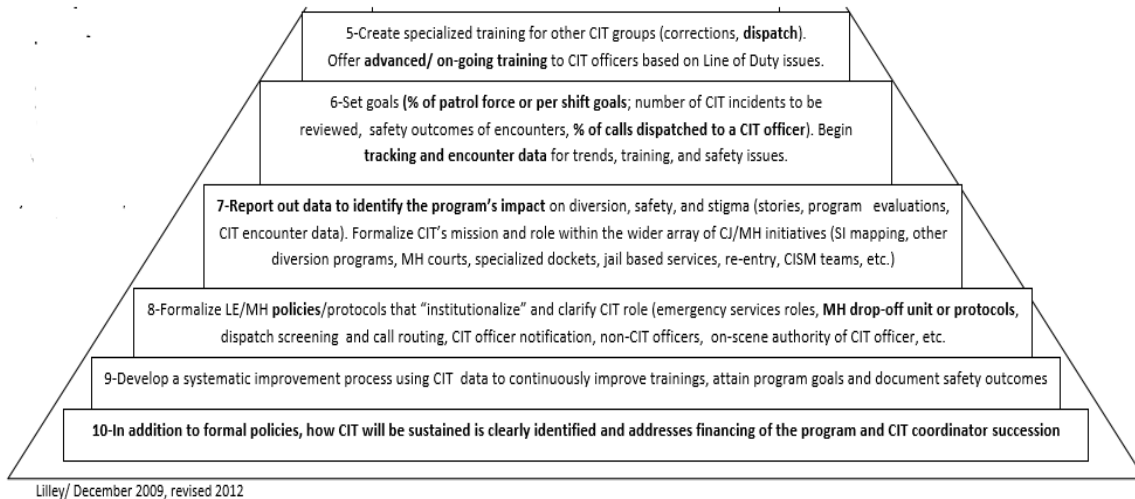 5-Create specialized training for other CIT groups (corrections, dispatch).
Offer advanced/ on-going training to CIT officers based on Line of Duty issues.
6-Set goals (% of patrol force or per shift goals; number of CIT incidents to be
reviewed, safety outcomes of encounters, % of calls dispatched to a CIT officer). Begin
tracking and encounter data for trends, training, and safety issues.
7-Report out data to identify the program's impact on diversion, safety, and stigma (stories, program evaluations,
CIT encounter data). Formalize CIT's mission and role within the wider array of CJ/MH initiatives (SI mapping, other
diversion programs, MH courts, specialized dockets, jail based services, re-entry, CISM teams, etc.)
8-Formalize LE/MH policies/protocols that “institutionalize” and clarify CIT role (emergency services roles, MH drop-off unit or protocols,
dispatch screening and call routing, CIT officer notification, non-CIT officers, on-scene authority of CIT officer, etc.
9-Develop a systematic improvement process using CIT data to continuously improve trainings, attain program goals and document safety outcomes
10-In addition to formal policies, how CIT will be sustained is clearly identified and addresses financing of the program and CIT coordinator succession
Lilley/ December 2009, revised 2012